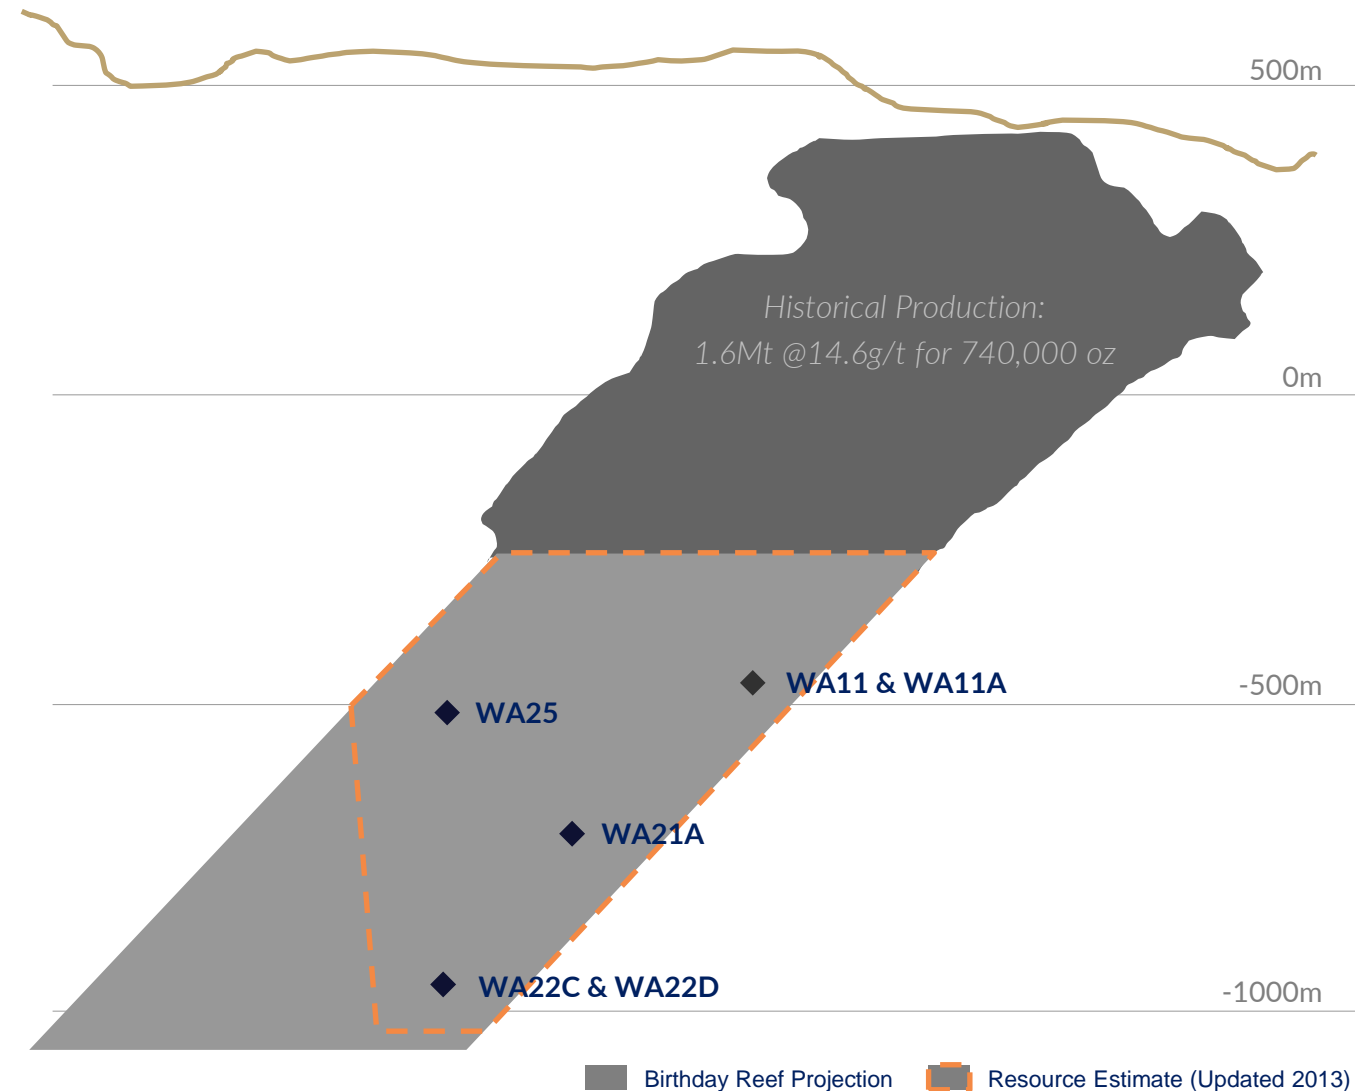 500m
Historical Production:
1.6Mt @14.6g/t for 740,000 oz
0m
WA11 & WA11A
-500m
WA25
WA21A
WA22C & WA22D
-1000m
Birthday Reef Projection
Resource Estimate (Updated 2013)